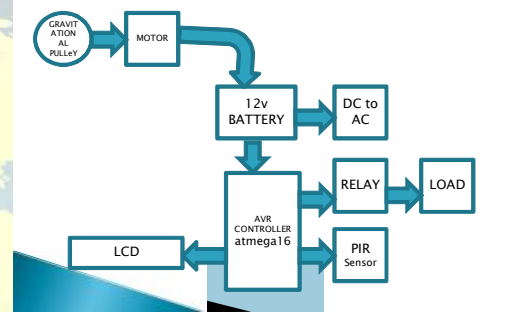 GRAVIT
ATION
AL
PULLeY
MOTOR
12v
BATTERY
DC to
AC
AVR
CONTROLLER
atmega16
RELAY
LOAD
LCD
PIR
Sensor